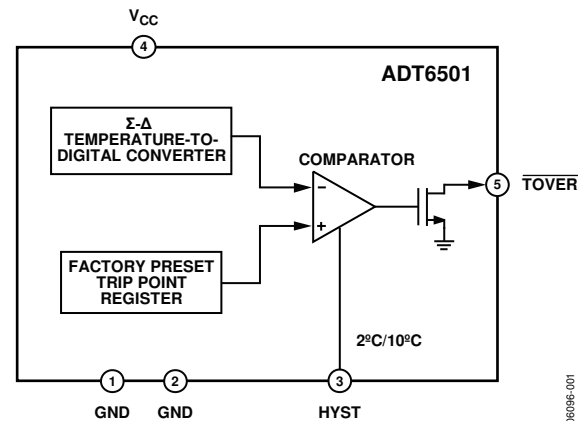 VCC
4
ADT6501
Σ-Δ
TEMPERATURE-TO-
DIGITAL CONVERTER
COMPARATOR
−
5
TOVER
+
FACTORY PRESET
TRIP POINT
REGISTER
2ºC/10ºC
1
2
3
GND
GND
HYST
06096-001